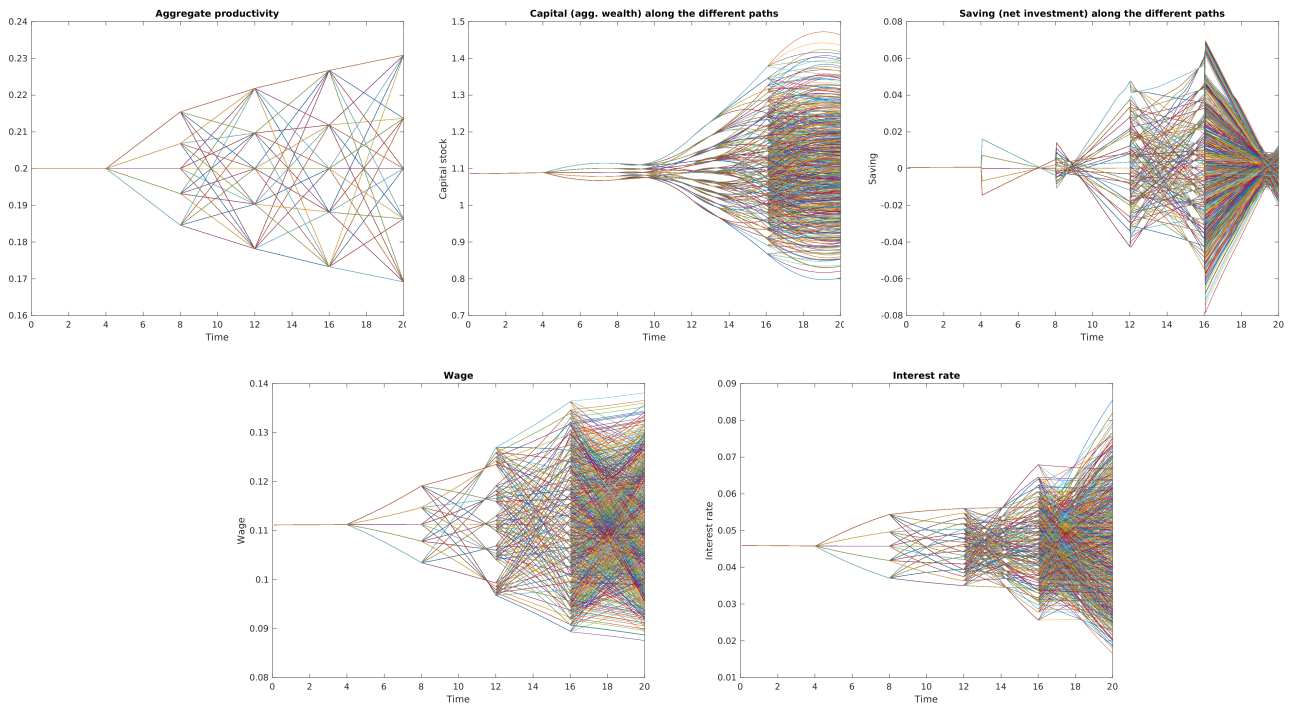 Aggregate productivity
0.24
0.23
0.22
0.21
0.2
0.19
0.18
0.17
0.16
0 2 4 6 8 10 12 14 16 18 20
Time
Capital (agg. wealth) along the different paths
1.5
1.4
1.3
1.2
1.1
1
0.9
0.8
0.7
Capital stock
0 2 4 6 8 10 12 14 16 18 20
Time
Saving (net investment) along the different paths
0.08
0.06
0.04
0.02
0
-0.02
-0.04
-0.06
-0.08
Saving
0 2 4 6 8 10 12 14 16 18 20
Time
Wage
0.14
0.13
0.12
0.11
0.1
0.09
0.08
Wage
0 2 4 6 8 10 12 14 16 18 20
Time
Interest rate
0.09
0.08
0.07
0.06
0.05
0.04
0.03
0.02
0.01
Interest rate
0 2 4 6 8 10 12 14 16 18 20
Time